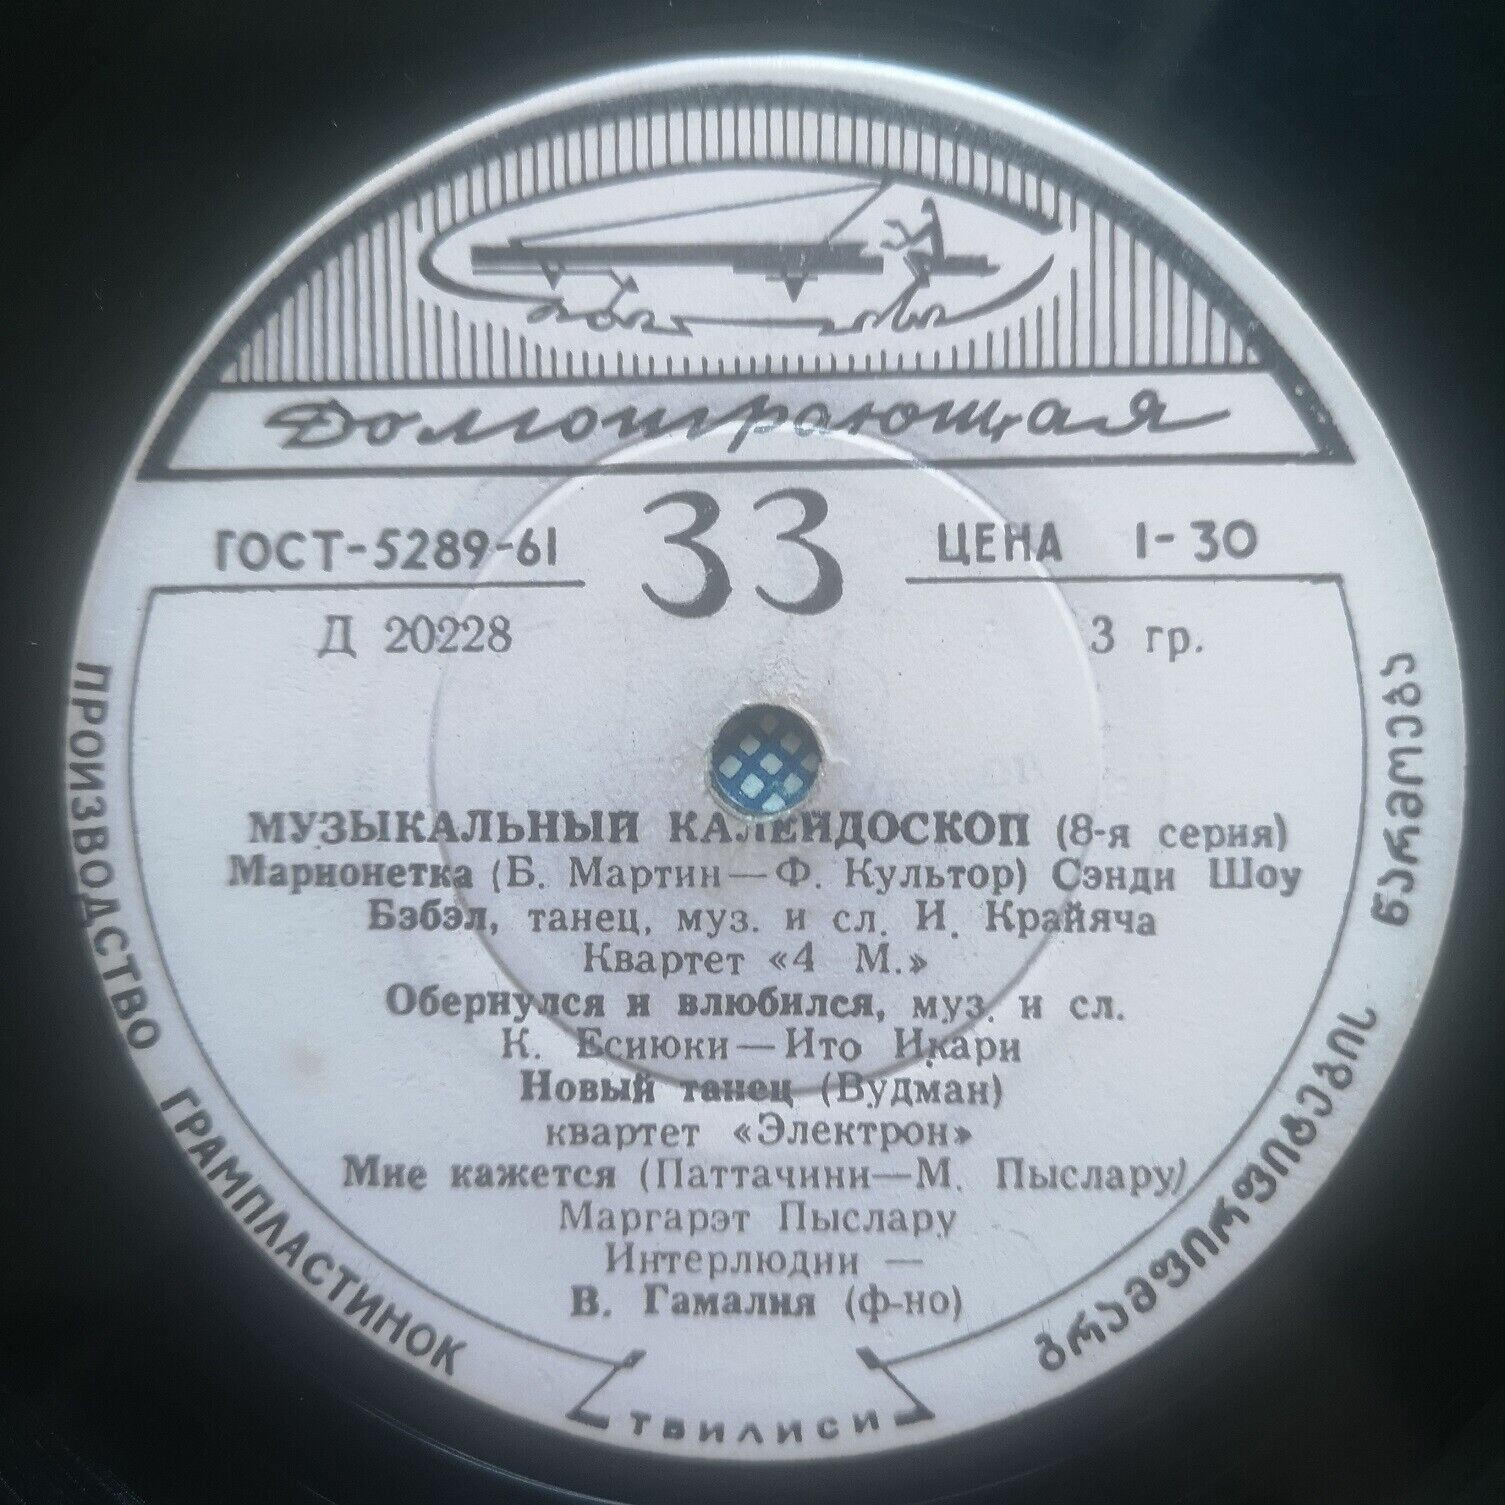 Долгоиграющая
33
ГОСТ-5289-61
ЦЕНА 1-30
Д 20228
3 гр.
МУЗЫКАЛЬНЫЙ КАЛЕЙДОСКОП (8-я серия)
Марионетка (Б. Мартин—Ф. Культор) Сэнди Шоу
Бэбэл, танец, муз. и сл. И. Крайяча
Квартет «4 М.»
Обернулся и влюбился, муз. и сл.
К. Есиюки—Ито Икари
Новый танец (Вудман)
квартет «Электрон»
Мне кажется (Паттачини—М. Пыслару)
Маргарэт Пыслару
Интерлюдии —
В. Гамалия (ф-но)
ПРОИЗВОДСТВО ГРАМПЛАСТИНОК
ТБИЛИСИ
გრამფირფიტების წარმოება